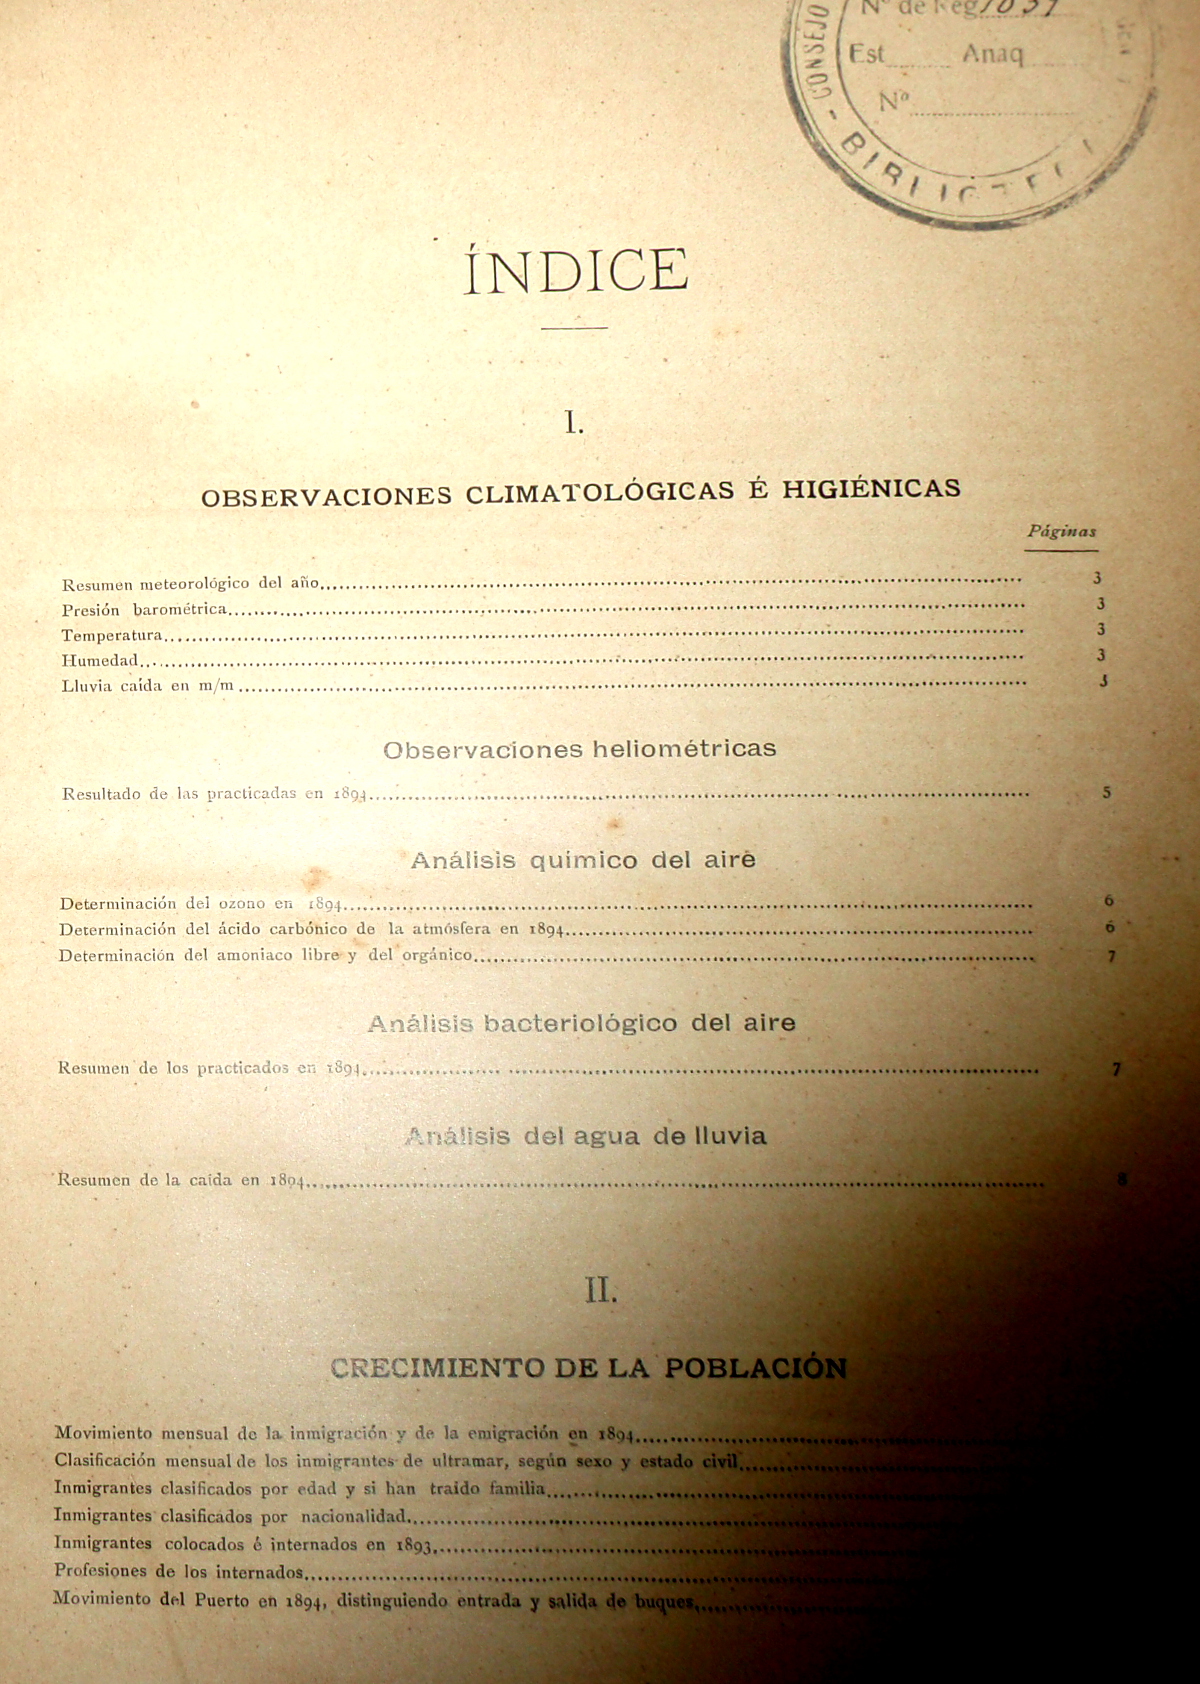 Nº de Reg 1037
Est Anaq
Nº
CONSEJO
- BIBLIOTECA
ÍNDICE
I.
OBSERVACIONES CLIMATOLÓGICAS É HIGIÉNICAS
Páginas
Resumen meteorológico del año 3
Presión barométrica 3
Temperatura 3
Humedad 3
Lluvia caída en m/m 3
Observaciones heliométricas
Resultado de las practicadas en 1894 5
Análisis químico del aire
Determinación del ozono en 1894 6
Determinación del ácido carbónico de la atmósfera en 1894 6
Determinación del amoniaco libre y del orgánico 7
Análisis bacteriológico del aire
Resumen de los practicados en 1894 7
Análisis del agua de lluvia
Resumen de la caída en 1894 8
II.
CRECIMIENTO DE LA POBLACIÓN
Movimiento mensual de la inmigración y de la emigración en 1894
Clasificación mensual de los inmigrantes de ultramar, según sexo y estado civil
Inmigrantes clasificados por edad y si han traido familia
Inmigrantes clasificados por nacionalidad
Inmigrantes colocados é internados en 1893
Profesiones de los internados
Movimiento del Puerto en 1894, distinguiendo entrada y salida de buques